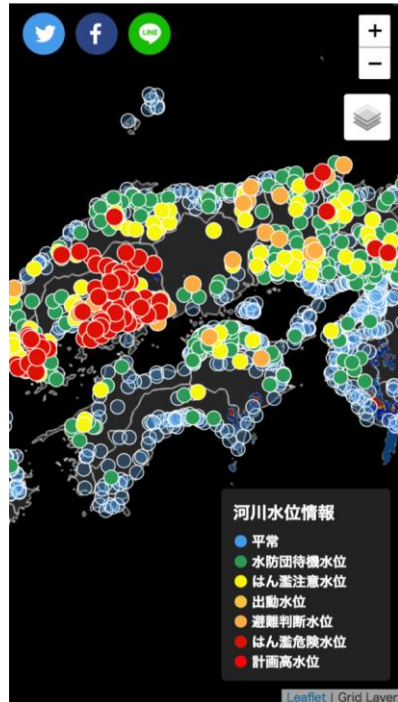 LINE
+
−
河川水位情報
平常
水防団待機水位
はん濫注意水位
出動水位
避難判断水位
はん濫危険水位
計画高水位
Leaflet | Grid Layer